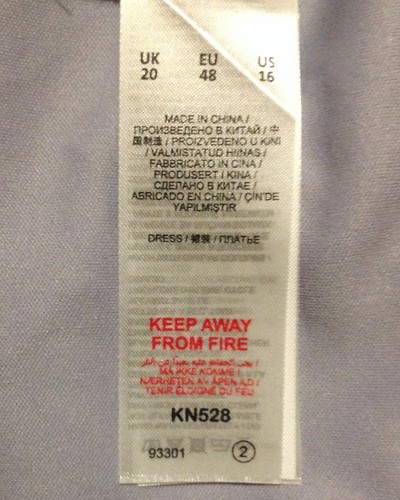 UK EU US
20 48 16
MADE IN CHINA /
ПРОИЗВЕДЕНО В КИТАЙ / 中
国制造 / PROIZVEDENO U KINI
/ VALMISTATUD HIINAS /
FABBRICATO IN CINA /
PRODUSERT / KINA /
СДЕЛАНО В КИТАЕ /
ABRICADO EN CHINA / ÇIN'DE
YAPILMIŞTIR
DRESS / 裙装 / ПЛАТЬЕ
KEEP AWAY
FROM FIRE
MÅ IKKE KOMME I
NÆRHETEN AV ÅPEN ILD /
TENIR ÉLOIGNÉ DU FEU
KN528
93301 2